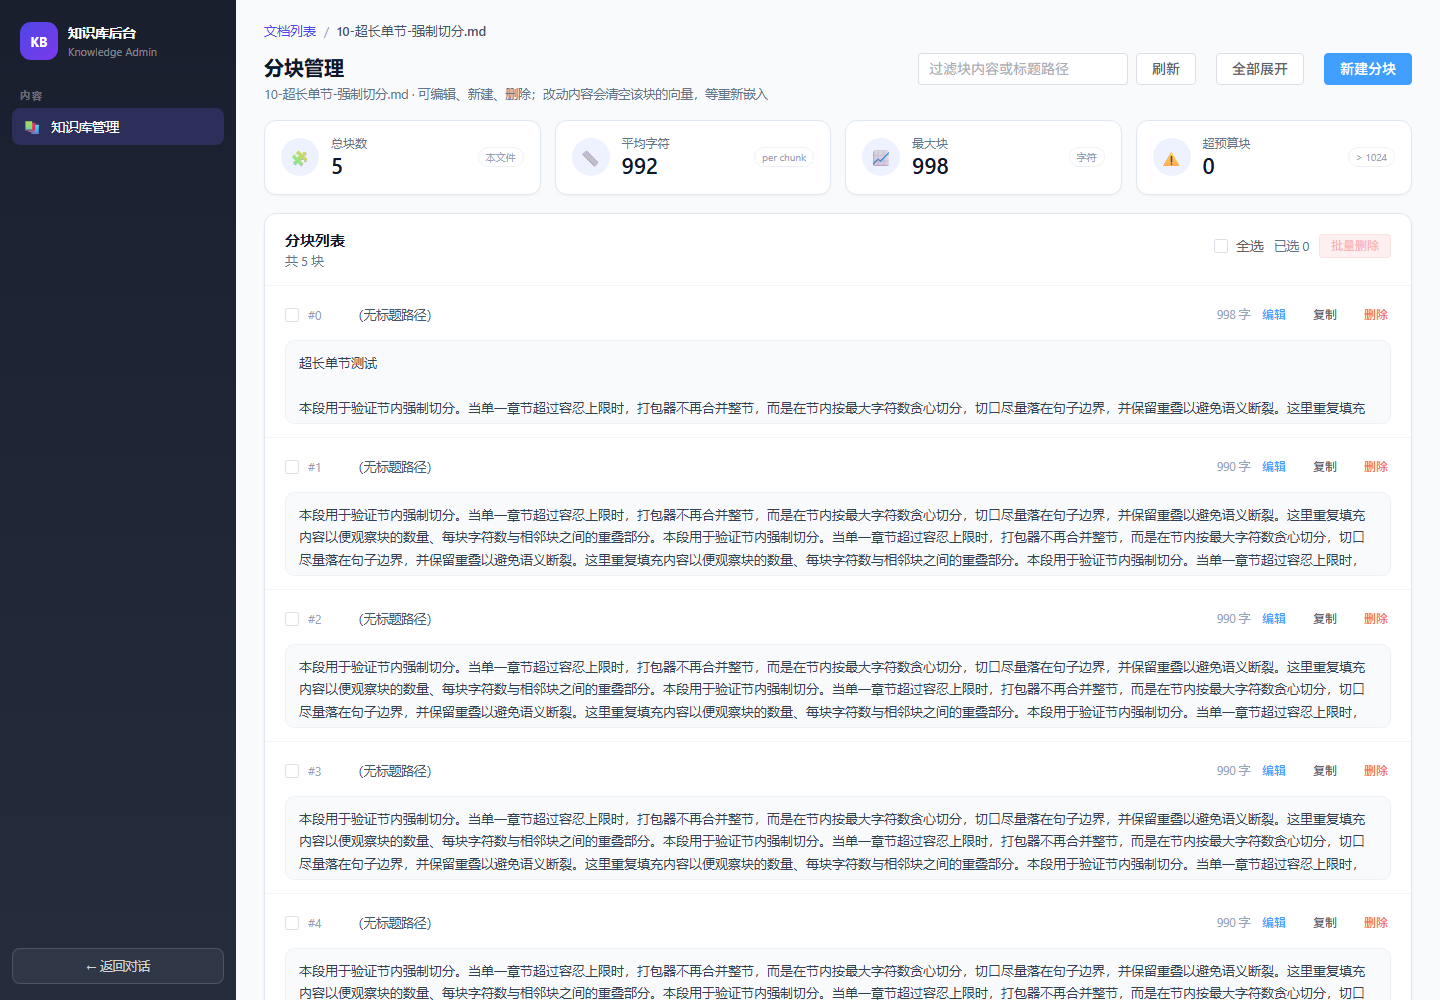 KB
知识库后台
Knowledge Admin
内容
知识库管理
← 返回对话
文档列表 / 10-超长单节-强制切分.md
分块管理
10-超长单节-强制切分.md · 可编辑、新建、删除；改动内容会清空该块的向量，等重新嵌入
过滤块内容或标题路径
刷新
全部展开
新建分块
总块数
5
本文件
平均字符
992
per chunk
最大块
998
字符
超预算块
0
> 1024
分块列表
共 5 块
全选 已选 0 批量删除
#0 (无标题路径) 998 字 编辑 复制 删除
超长单节测试
本段用于验证节内强制切分。当单一章节超过容忍上限时，打包器不再合并整节，而是在节内按最大字符数贪心切分，切口尽量落在句子边界，并保留重叠以避免语义断裂。这里重复填充
#1 (无标题路径) 990 字 编辑 复制 删除
本段用于验证节内强制切分。当单一章节超过容忍上限时，打包器不再合并整节，而是在节内按最大字符数贪心切分，切口尽量落在句子边界，并保留重叠以避免语义断裂。这里重复填充
内容以便观察块的数量、每块字符数与相邻块之间的重叠部分。本段用于验证节内强制切分。当单一章节超过容忍上限时，打包器不再合并整节，而是在节内按最大字符数贪心切分，切口
尽量落在句子边界，并保留重叠以避免语义断裂。这里重复填充内容以便观察块的数量、每块字符数与相邻块之间的重叠部分。本段用于验证节内强制切分。当单一章节超过容忍上限时，
#2 (无标题路径) 990 字 编辑 复制 删除
本段用于验证节内强制切分。当单一章节超过容忍上限时，打包器不再合并整节，而是在节内按最大字符数贪心切分，切口尽量落在句子边界，并保留重叠以避免语义断裂。这里重复填充
内容以便观察块的数量、每块字符数与相邻块之间的重叠部分。本段用于验证节内强制切分。当单一章节超过容忍上限时，打包器不再合并整节，而是在节内按最大字符数贪心切分，切口
尽量落在句子边界，并保留重叠以避免语义断裂。这里重复填充内容以便观察块的数量、每块字符数与相邻块之间的重叠部分。本段用于验证节内强制切分。当单一章节超过容忍上限时，
#3 (无标题路径) 990 字 编辑 复制 删除
本段用于验证节内强制切分。当单一章节超过容忍上限时，打包器不再合并整节，而是在节内按最大字符数贪心切分，切口尽量落在句子边界，并保留重叠以避免语义断裂。这里重复填充
内容以便观察块的数量、每块字符数与相邻块之间的重叠部分。本段用于验证节内强制切分。当单一章节超过容忍上限时，打包器不再合并整节，而是在节内按最大字符数贪心切分，切口
尽量落在句子边界，并保留重叠以避免语义断裂。这里重复填充内容以便观察块的数量、每块字符数与相邻块之间的重叠部分。本段用于验证节内强制切分。当单一章节超过容忍上限时，
#4 (无标题路径) 990 字 编辑 复制 删除
本段用于验证节内强制切分。当单一章节超过容忍上限时，打包器不再合并整节，而是在节内按最大字符数贪心切分，切口尽量落在句子边界，并保留重叠以避免语义断裂。这里重复填充
内容以便观察块的数量、每块字符数与相邻块之间的重叠部分。本段用于验证节内强制切分。当单一章节超过容忍上限时，打包器不再合并整节，而是在节内按最大字符数贪心切分，切口